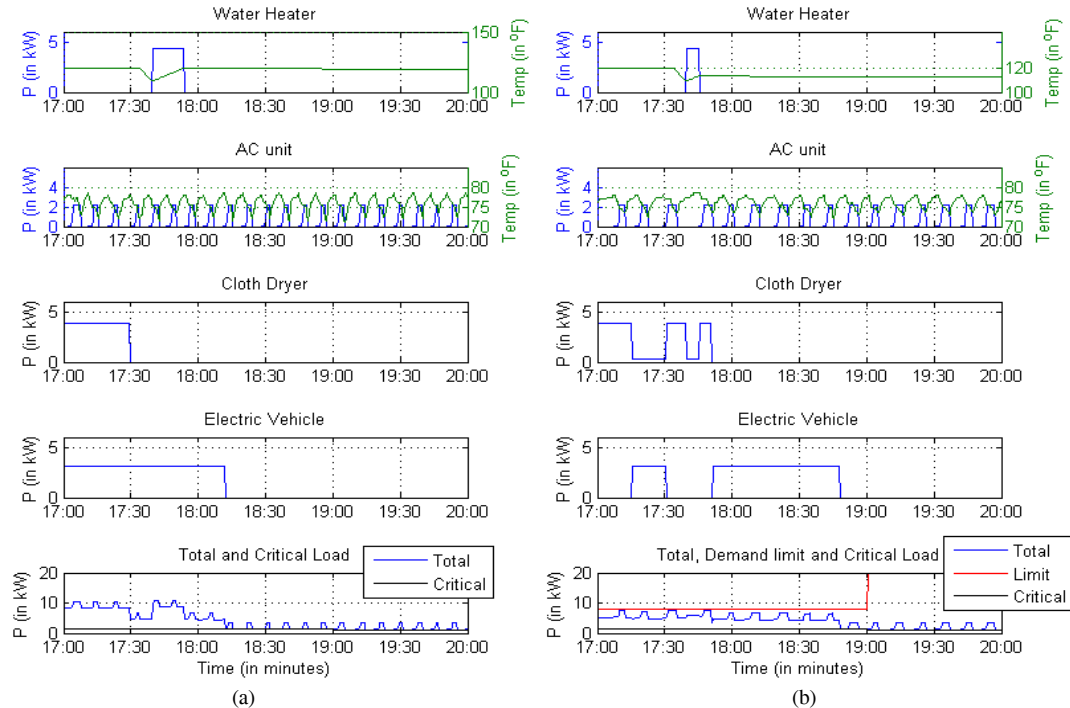 Water Heater
P (in kW)
5
0
150
100
Temp (in °F)
17:00 17:30 18:00 18:30 19:00 19:30 20:00
AC unit
P (in kW)
4
2
0
80
75
70
Temp (in °F)
17:00 17:30 18:00 18:30 19:00 19:30 20:00
Cloth Dryer
P (in kW)
5
0
17:00 17:30 18:00 18:30 19:00 19:30 20:00
Electric Vehicle
P (in kW)
5
0
17:00 17:30 18:00 18:30 19:00 19:30 20:00
Total and Critical Load
Total
Critical
P (in kW)
20
10
0
17:00 17:30 18:00 18:30 19:00 19:30 20:00
Time (in minutes)
(a)
Water Heater
P (in kW)
5
0
120
100
Temp (in °F)
17:00 17:30 18:00 18:30 19:00 19:30 20:00
AC unit
P (in kW)
4
2
0
80
75
70
Temp (in °F)
17:00 17:30 18:00 18:30 19:00 19:30 20:00
Cloth Dryer
P (in kW)
5
0
17:00 17:30 18:00 18:30 19:00 19:30 20:00
Electric Vehicle
P (in kW)
5
0
17:00 17:30 18:00 18:30 19:00 19:30 20:00
Total, Demand limit and Critical Load
Total
Limit
Critical
P (in kW)
20
10
0
17:00 17:30 18:00 18:30 19:00 19:30 20:00
Time (in minutes)
(b)